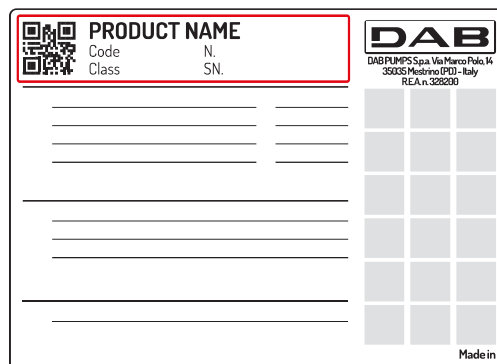 PRODUCT NAME
Code N.
Class SN.
DAB
DAB PUMPS S.p.a. Via Marco Polo, 14
35035 Mestrino (PD) - Italy
R.E.A. n. 328200
Made in